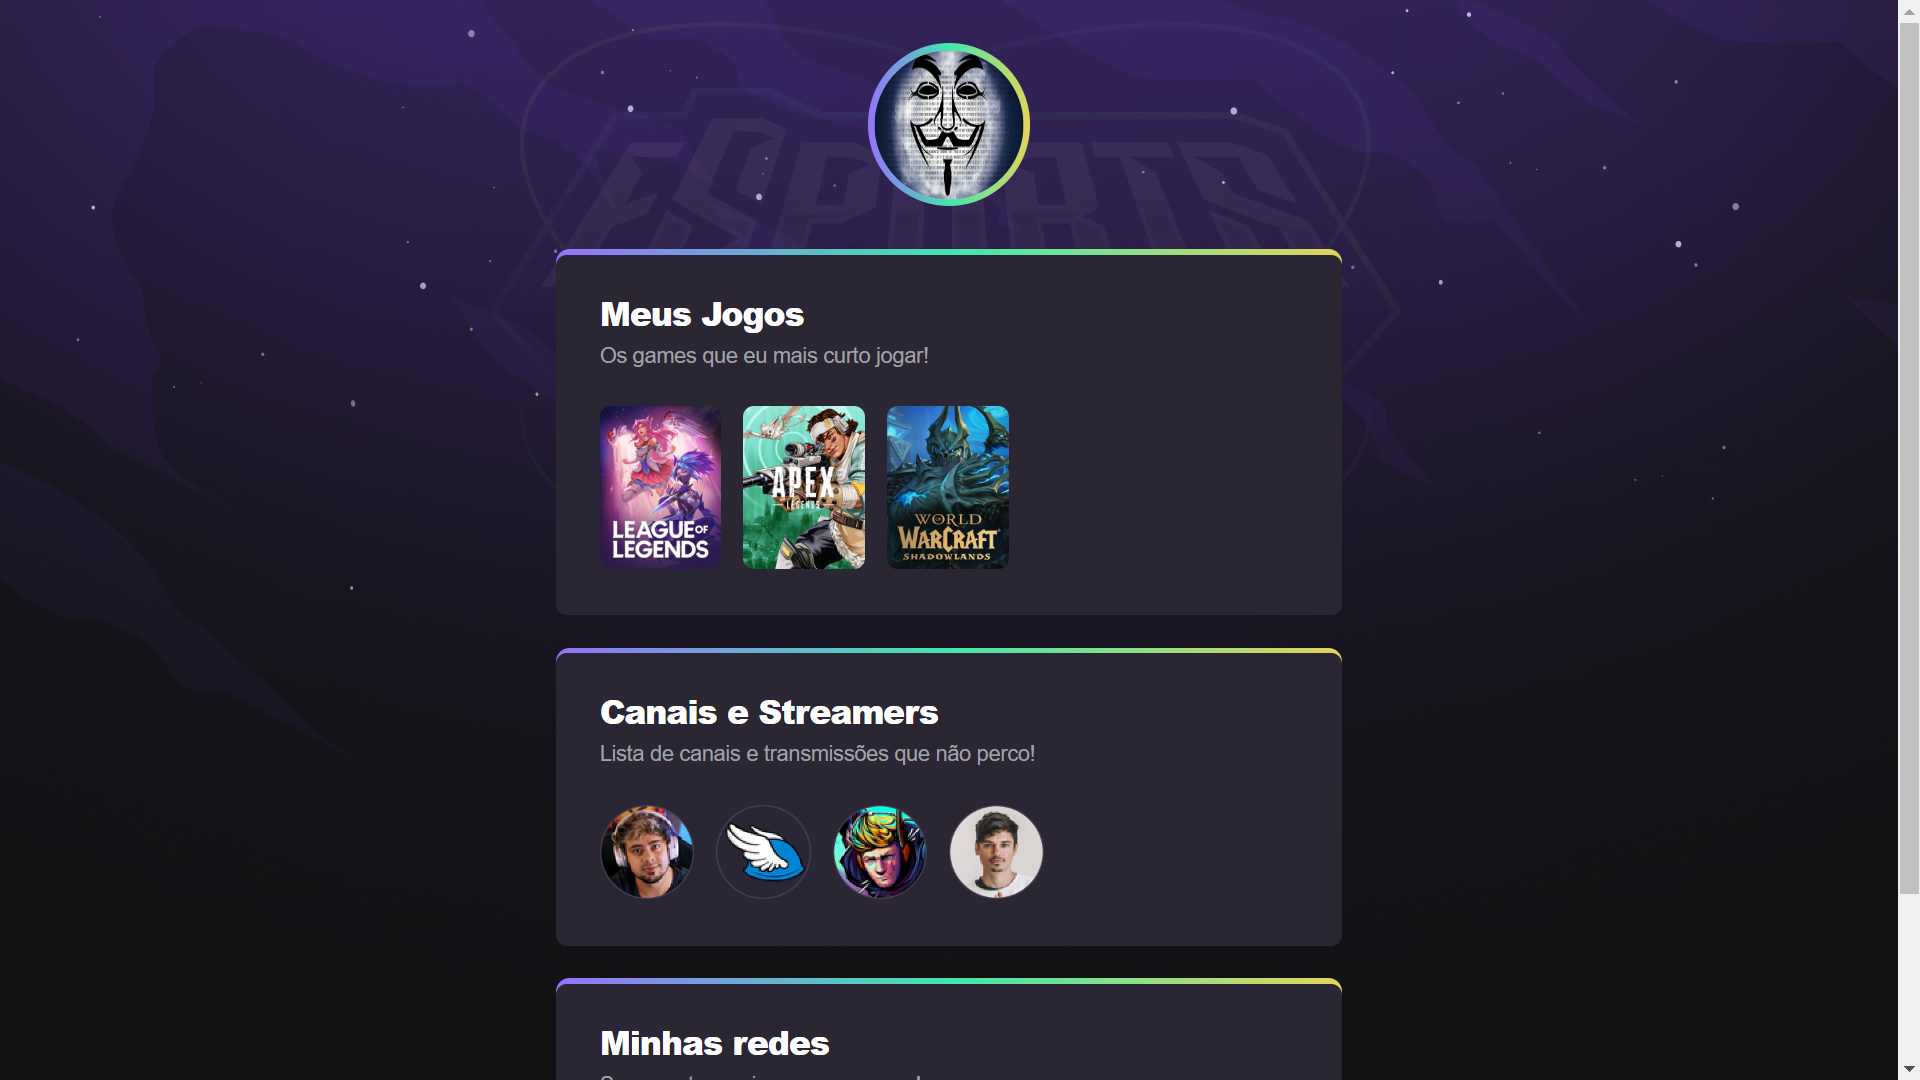 ESPORTS
Meus Jogos
Os games que eu mais curto jogar!
LEAGUE OF
LEGENDS
APEX
LEGENDS
WORLD
OF
WARCRAFT
SHADOWLANDS
Canais e Streamers
Lista de canais e transmissões que não perco!
Minhas redes